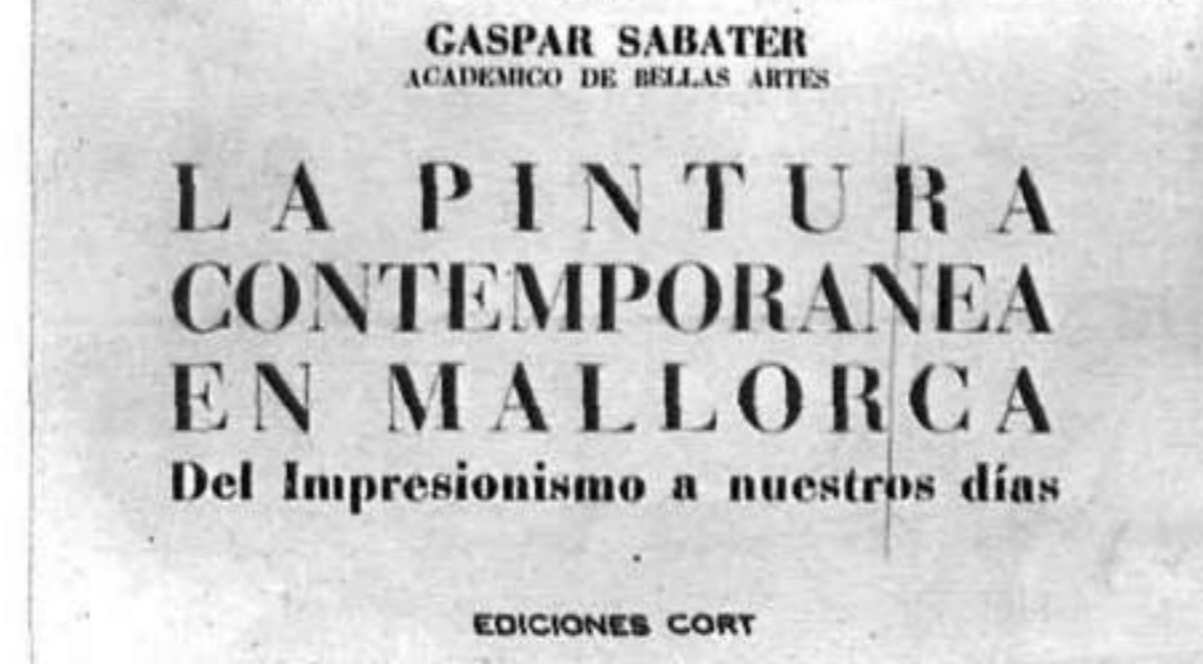 GASPAR SABATER
ACADEMICO DE BELLAS ARTES
LA PINTURA
CONTEMPORANEA
EN MALLORCA
Del Impresionismo a nuestros días
EDICIONES CORT